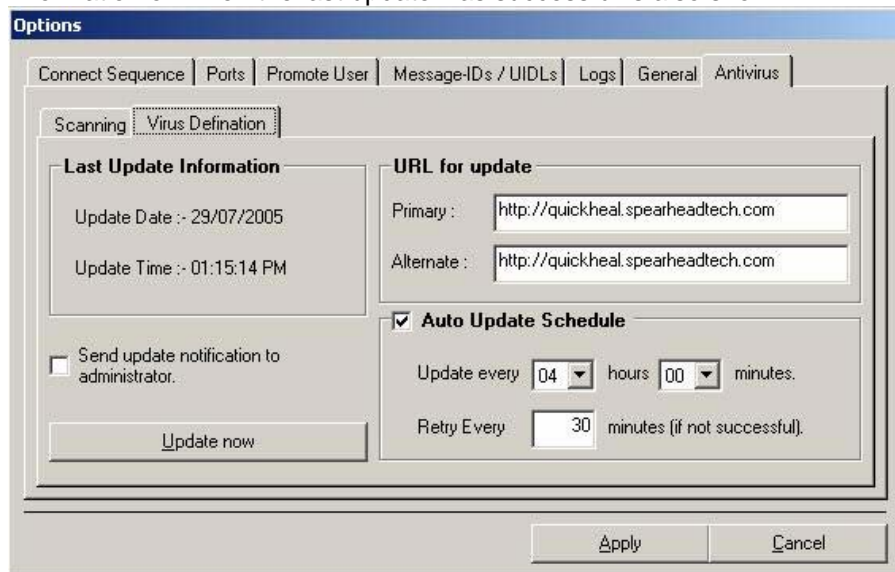 Options
Connect Sequence Ports Promote User Message-IDs / UIDLs Logs General Antivirus
Scanning Virus Defination
Last Update Information
Update Date :- 29/07/2005
Update Time :- 01:15:14 PM
Send update notification to
administrator.
Update now
URL for update
Primary : http://quickheal.spearheadtech.com
Alternate : http://quickheal.spearheadtech.com
Auto Update Schedule
Update every 04 hours 00 minutes.
Retry Every 30 minutes (if not successful).
Apply Cancel